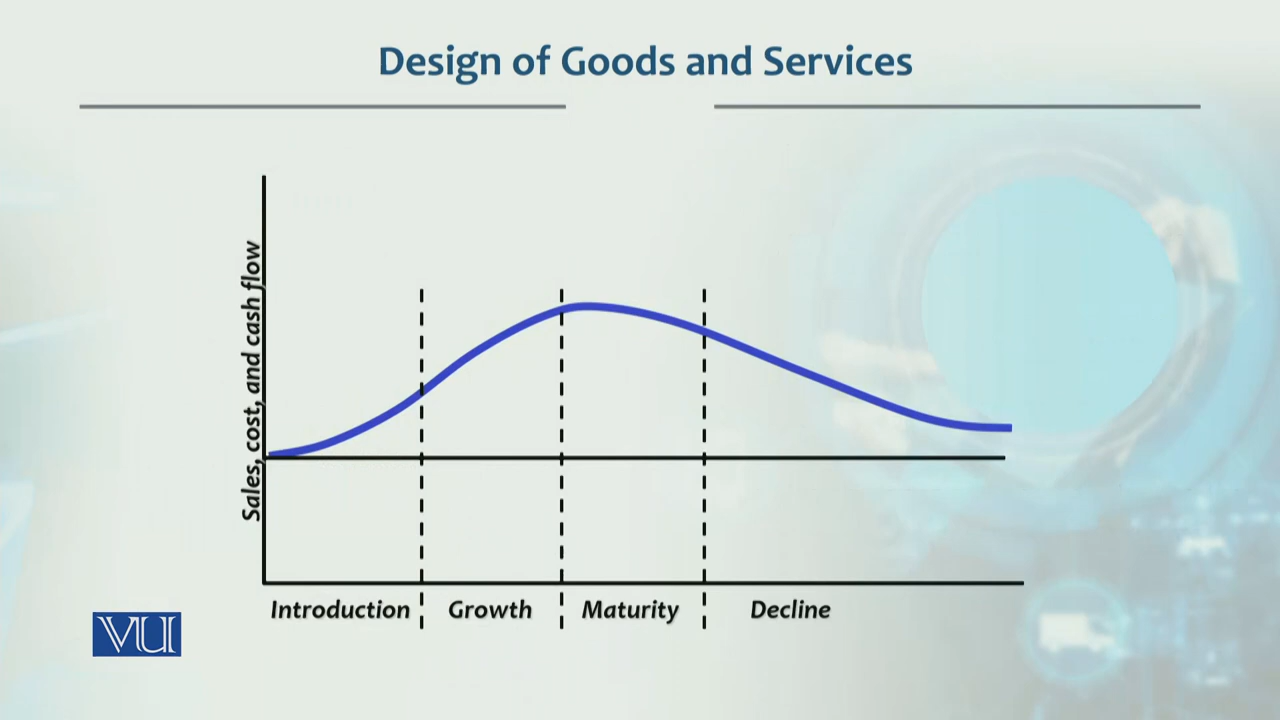 Design of Goods and Services
Sales, cost, and cash flow
Introduction
Growth
Maturity
Decline
VU